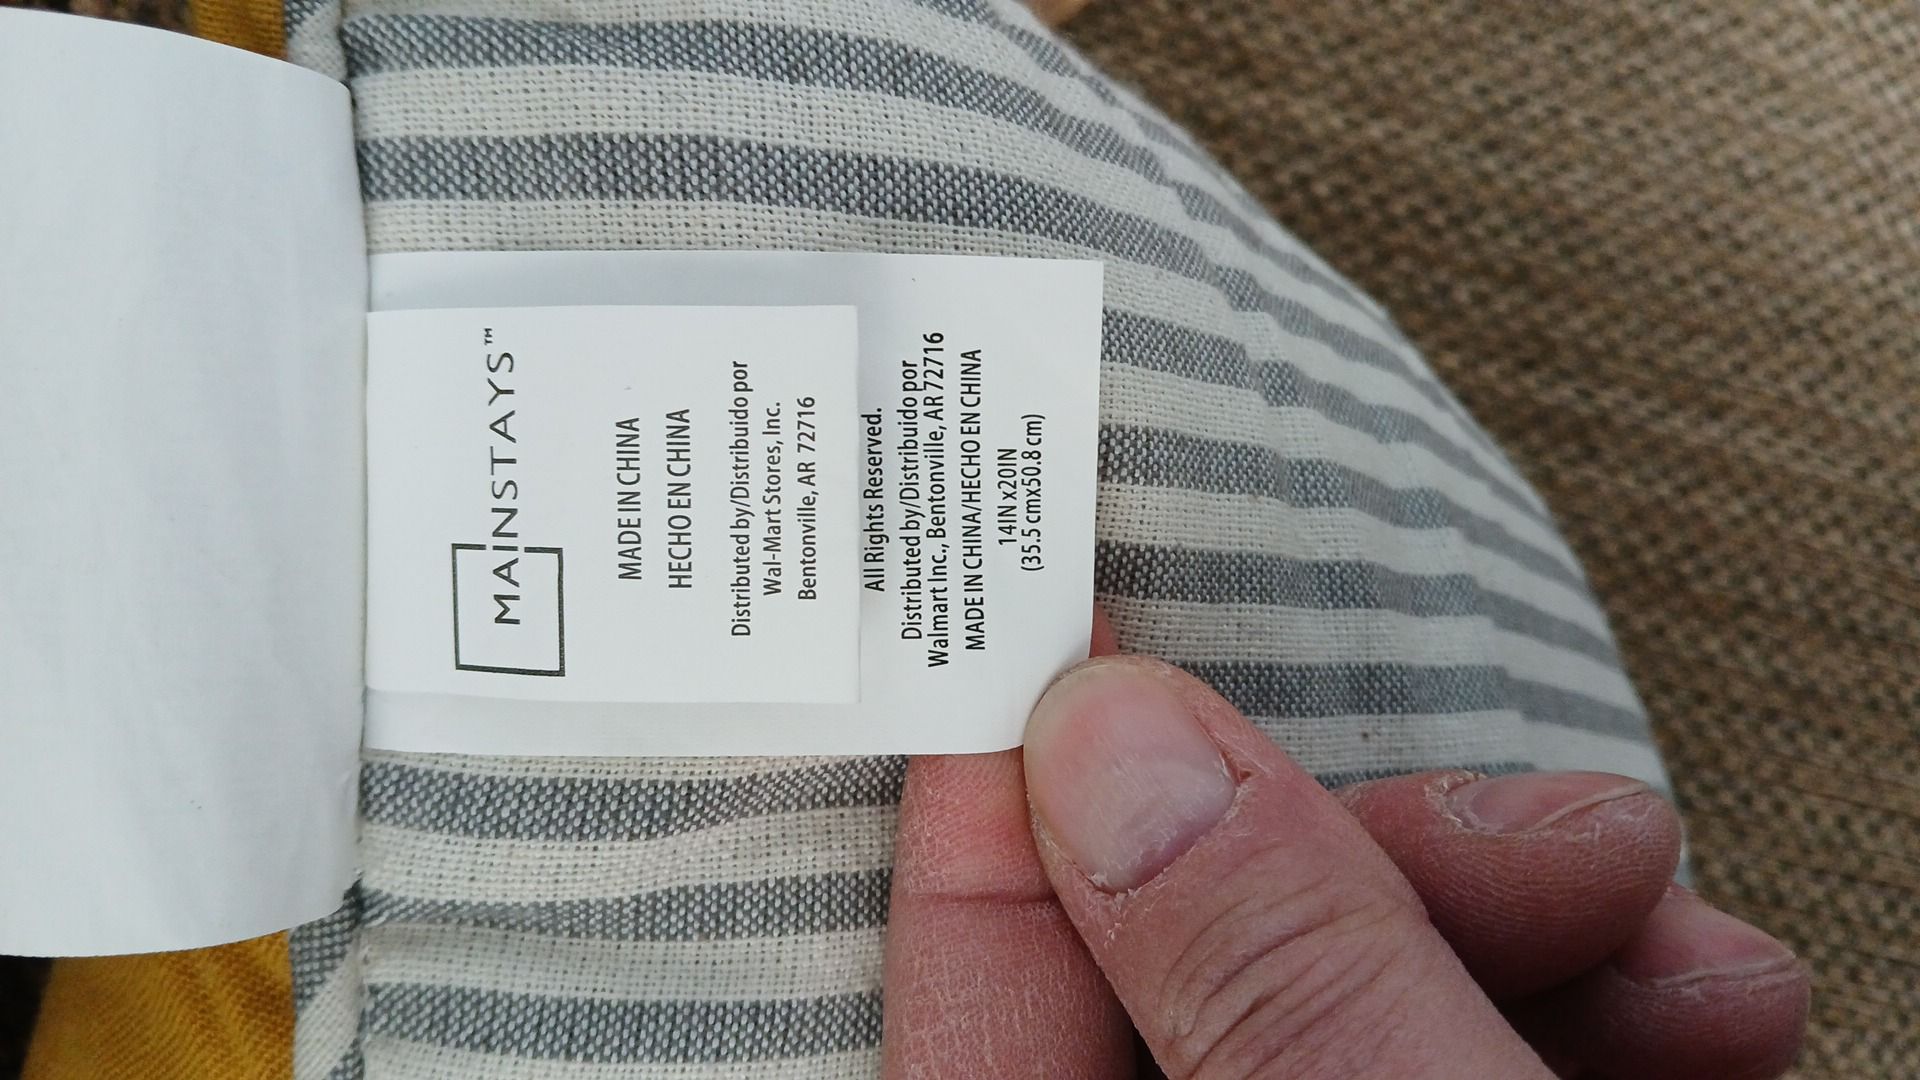 MAINSTAYS™
MADE IN CHINA
HECHO EN CHINA
Distributed by/Distribuido por
Wal-Mart Stores, Inc.
Bentonville, AR 72716
All Rights Reserved.
Distributed by/Distribuido por
Walmart Inc., Bentonville, AR 72716
MADE IN CHINA/HECHO EN CHINA
14IN x20IN
(35.5 cmx50.8 cm)